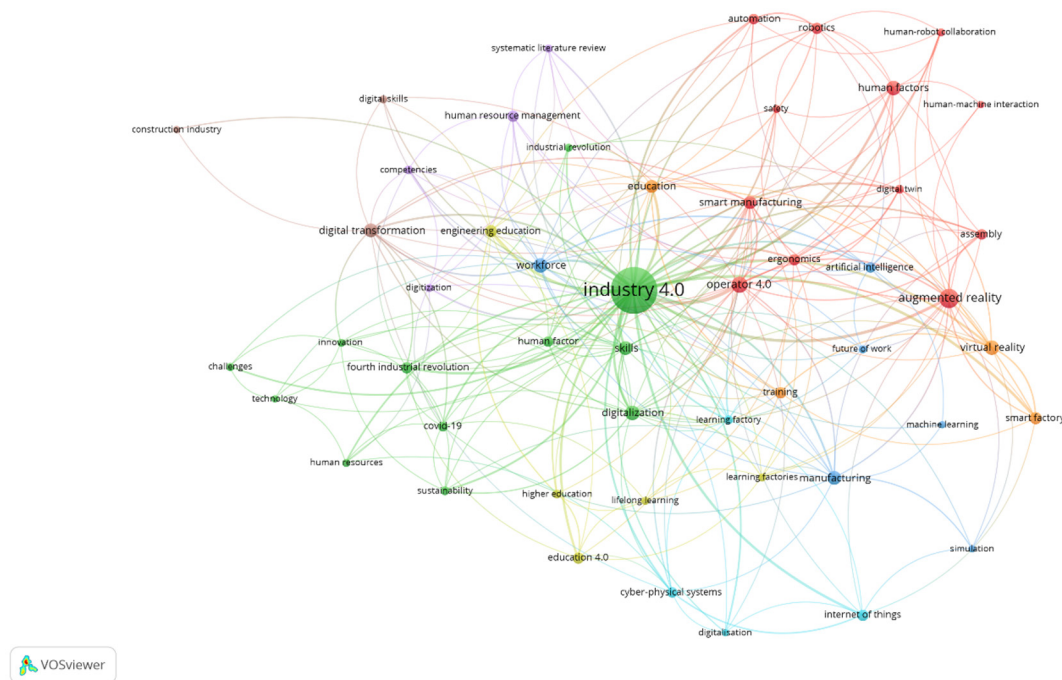 automation
robotics
human-robot collaboration
systematic literature review
human factors
digital skills
human-machine interaction
safety
human resource management
construction industry
industrial revolution
competencies
education
digital twin
smart manufacturing
digital transformation
engineering education
assembly
ergonomics
workforce
artificial intelligence
digitization
industry 4.0
operator 4.0
augmented reality
innovation
human factor
skills
future of work
virtual reality
challenges
fourth industrial revolution
training
technology
digitalization
learning factory
smart factory
covid-19
machine learning
human resources
learning factories
manufacturing
sustainability
higher education
lifelong learning
simulation
education 4.0
cyber-physical systems
internet of things
digitalisation
VOSviewer